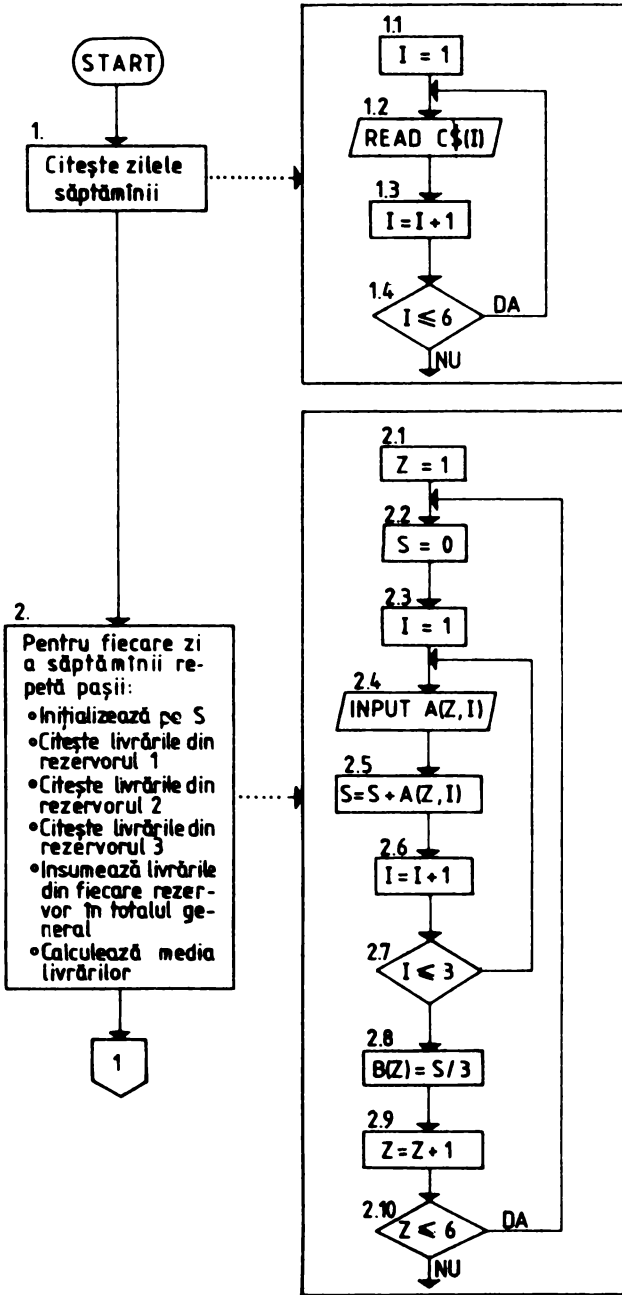 START
1.
Citește zilele
săptămînii
1.1
I = 1
1.2
READ C$(I)
1.3
I = I + 1
1.4
I ≤ 6
DA
NU
2.
Pentru fiecare zi
a săptămînii re-
petă pașii:
•Inițializează pe S
•Citește livrările din
rezervorul 1
•Citește livrările din
rezervorul 2
•Citește livrările din
rezervorul 3
•Insumează livrările
din fiecare rezer-
vor în totalul ge-
neral
•Calculează media
livrărilor
1
2.1
Z = 1
2.2
S = 0
2.3
I = 1
2.4
INPUT A(Z,I)
2.5
S=S+A(Z,I)
2.6
I = I + 1
2.7
I ≤ 3
2.8
B(Z)= S/3
2.9
Z= Z+1
2.10
Z ≤ 6
DA
NU